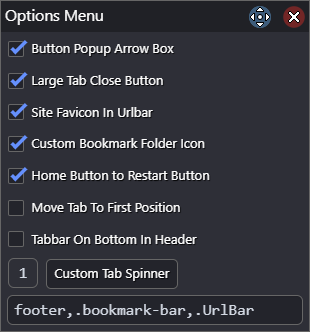 Options Menu
Button Popup Arrow Box
Large Tab Close Button
Site Favicon In Urlbar
Custom Bookmark Folder Icon
Home Button to Restart Button
Move Tab To First Position
Tabbar On Bottom In Header
1 Custom Tab Spinner
footer,.bookmark-bar,.UrlBar